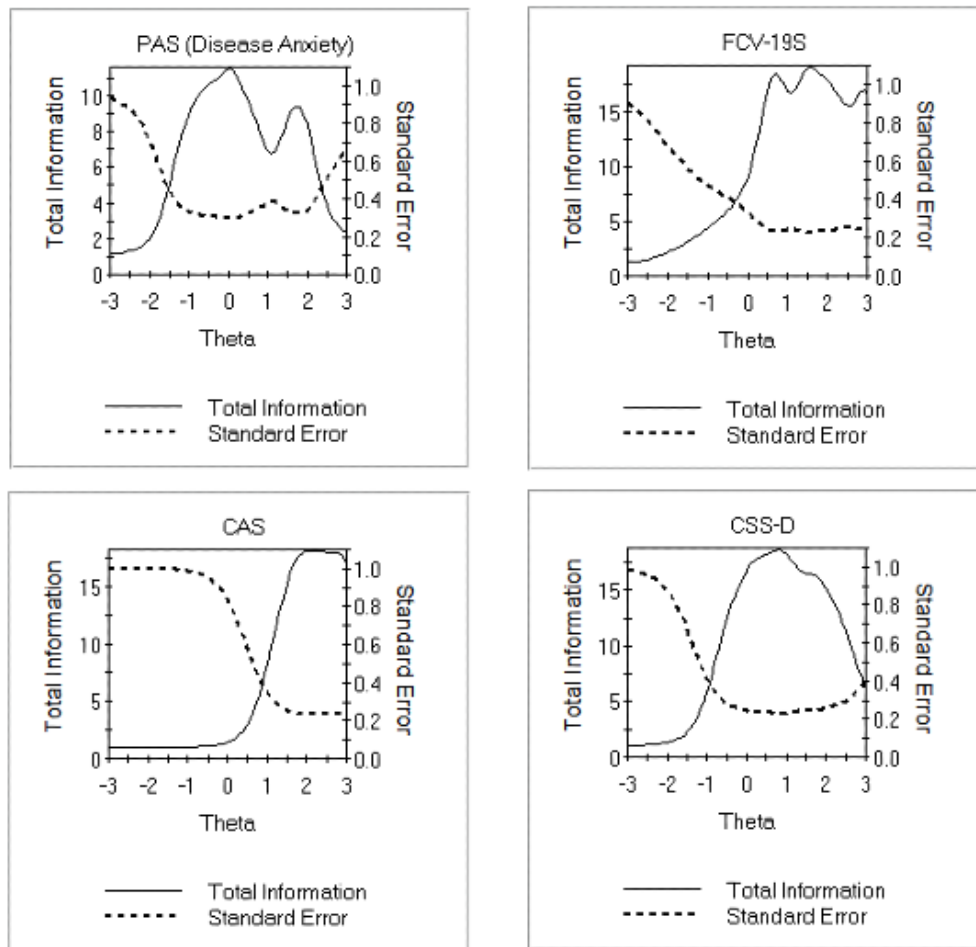 PAS (Disease Anxiety)
Total Information
10
8
6
4
2
0
1.0
0.8
0.6
0.4
0.2
0.0
Standard Error
-3 -2 -1 0 1 2 3
Theta
Total Information
Standard Error
FCV-19S
Total Information
15
10
5
0
1.0
0.8
0.6
0.4
0.2
0.0
Standard Error
-3 -2 -1 0 1 2 3
Theta
Total Information
Standard Error
CAS
Total Information
15
10
5
0
1.0
0.8
0.6
0.4
0.2
0.0
Standard Error
-3 -2 -1 0 1 2 3
Theta
Total Information
Standard Error
CSS-D
Total Information
15
10
5
0
1.0
0.8
0.6
0.4
0.2
0.0
Standard Error
-3 -2 -1 0 1 2 3
Theta
Total Information
Standard Error